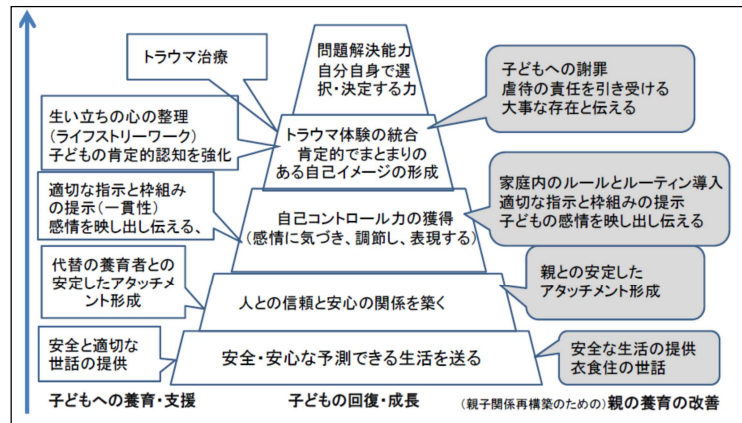 トラウマ治療
問題解決能力
自分自身で選
択・決定する力
子どもへの謝罪
虐待の責任を引き受ける
大事な存在と伝える
生い立ちの心の整理
(ライフストリーワーク)
子どもの肯定的認知を強化
トラウマ体験の統合
肯定的でまとまりの
ある自己イメージの形成
適切な指示と枠組み
の提示(一貫性)
感情を映し出し伝える、
自己コントロール力の獲得
(感情に気づき、調節し、表現する)
家庭内のルールとルーティン導入
適切な指示と枠組みの提示
子どもの感情を映し出し伝える
代替の養育者との
安定したアタッチメ
ント形成
人との信頼と安心の関係を築く
親との安定した
アタッチメント形成
安全と適切な
世話の提供
安全・安心な予測できる生活を送る
安全な生活の提供
衣食住の世話
子どもへの養育・支援
子どもの回復・成長
(親子関係再構築のための)親の養育の改善